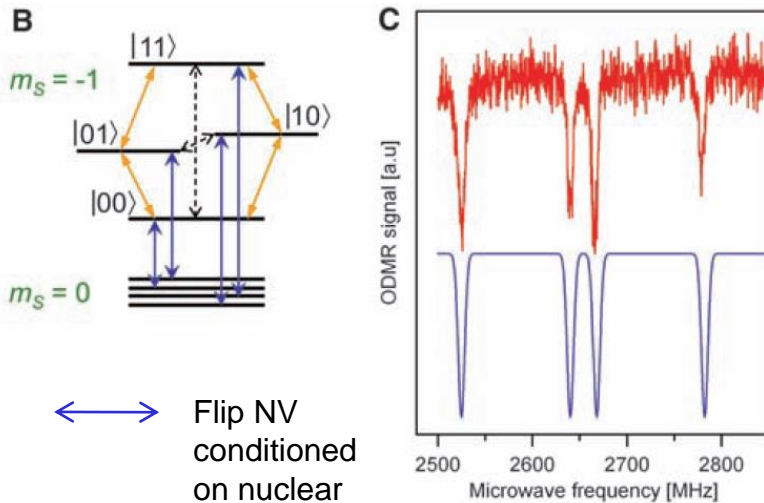 B
|11⟩
m_S = -1
|10⟩
|01⟩
|00⟩
m_S = 0
Flip NV
conditioned
on nuclear
C
ODMR signal [a.u]
2500 2600 2700 2800
Microwave frequency [MHz]